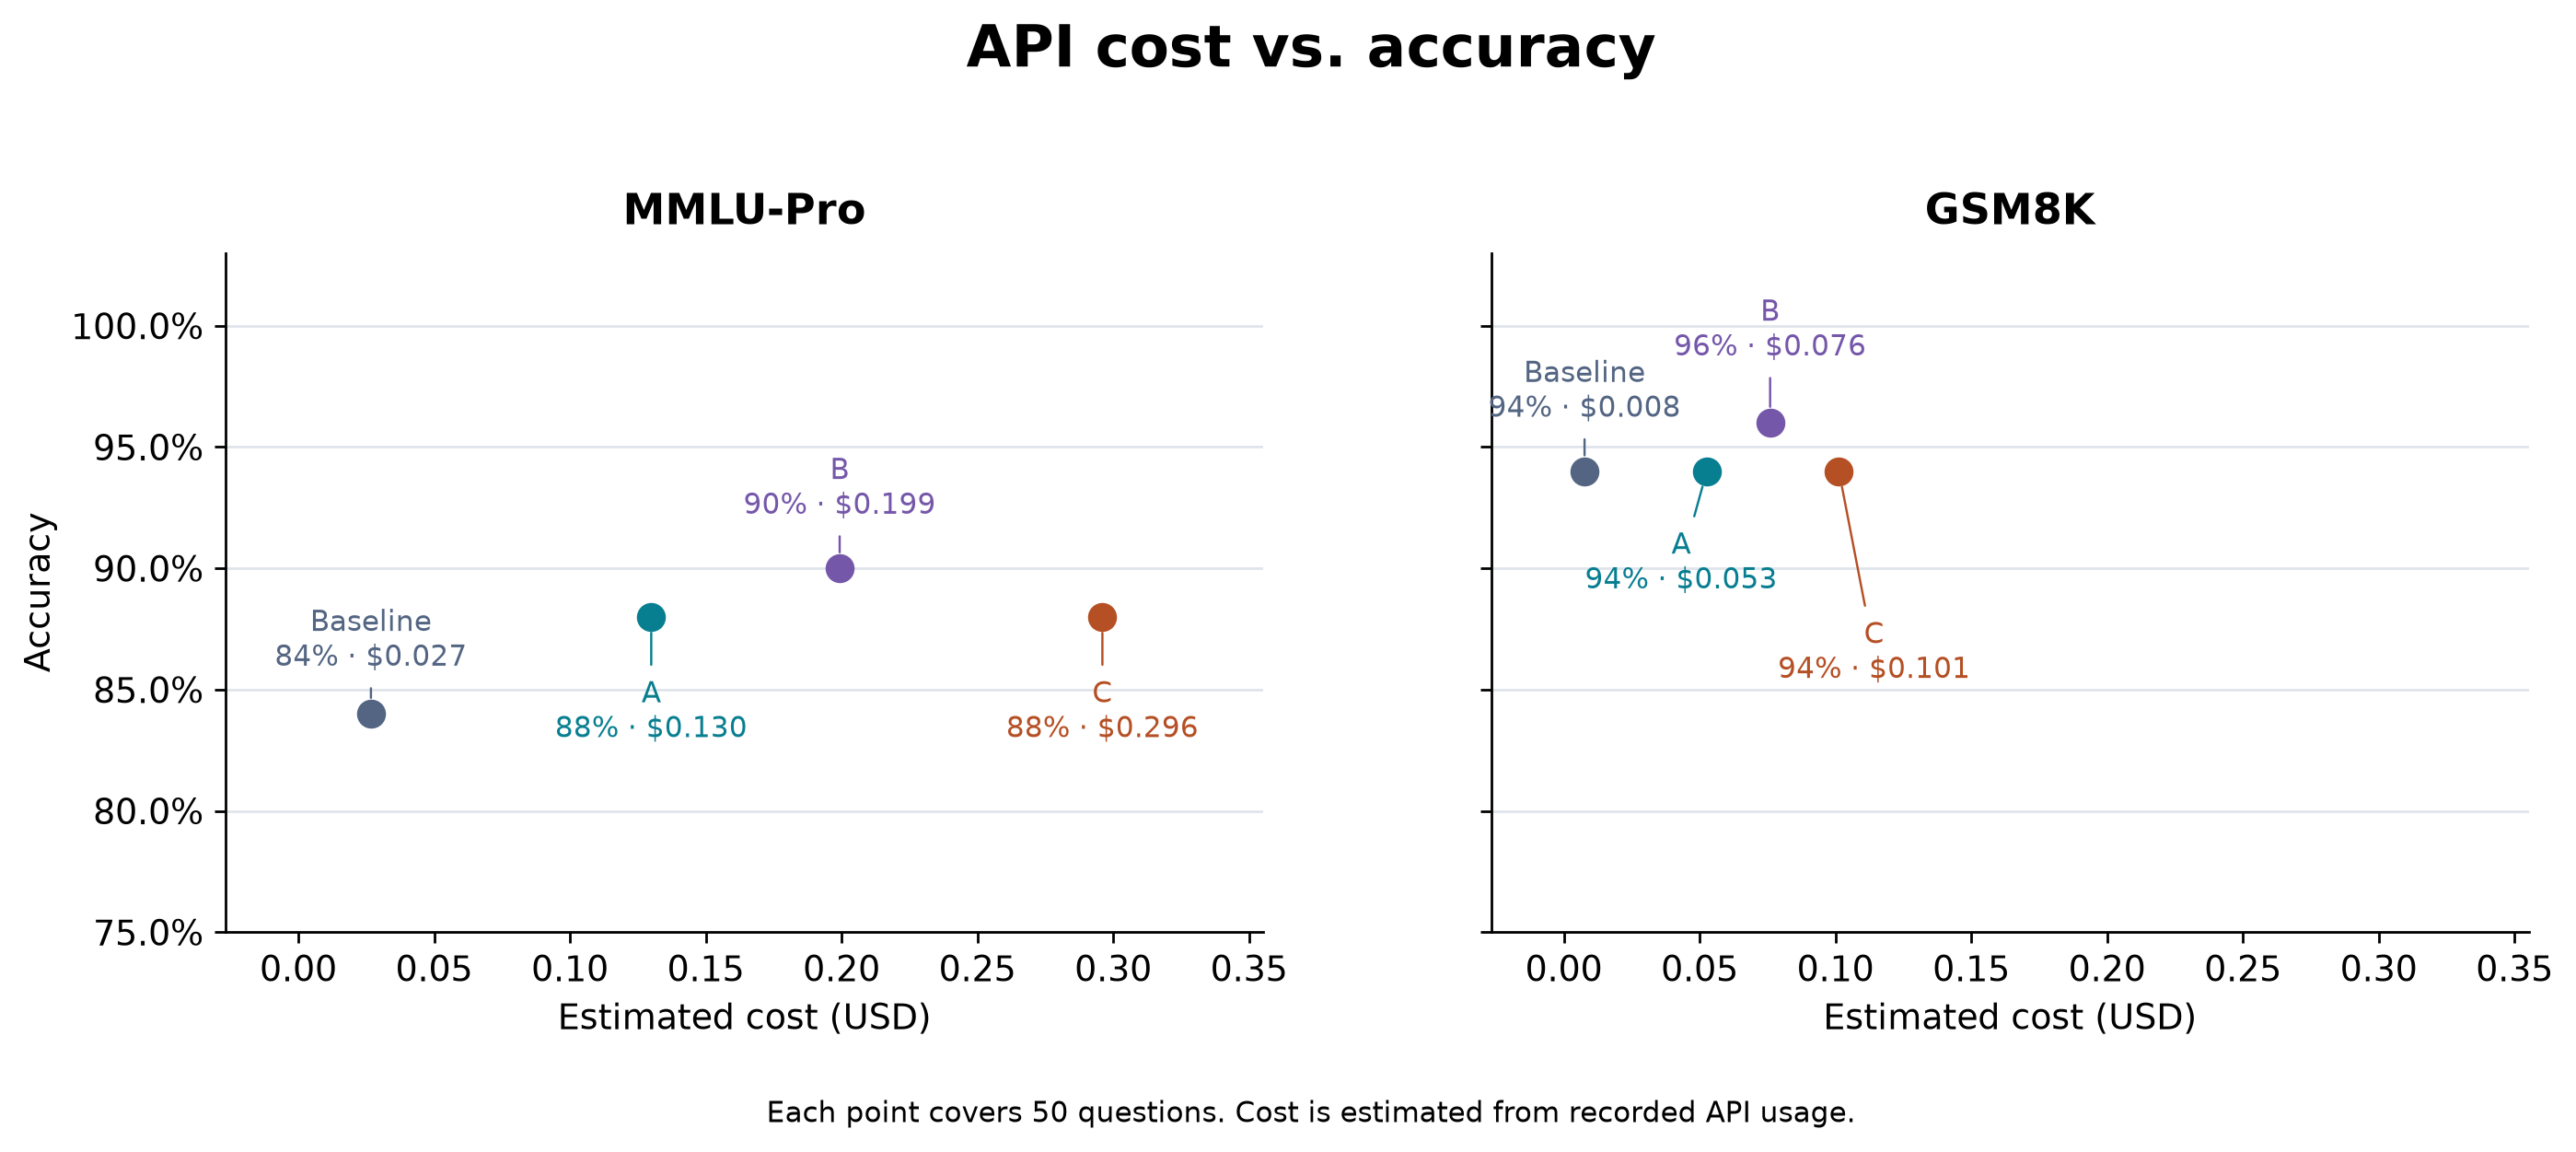 API cost vs. accuracy
MMLU-Pro
Accuracy
100.0%
95.0%
90.0%
85.0%
80.0%
75.0%
Baseline
84% · $0.027
A
88% · $0.130
B
90% · $0.199
C
88% · $0.296
0.00 0.05 0.10 0.15 0.20 0.25 0.30 0.35
Estimated cost (USD)
GSM8K
Baseline
94% · $0.008
A
94% · $0.053
B
96% · $0.076
C
94% · $0.101
0.00 0.05 0.10 0.15 0.20 0.25 0.30 0.35
Estimated cost (USD)
Each point covers 50 questions. Cost is estimated from recorded API usage.